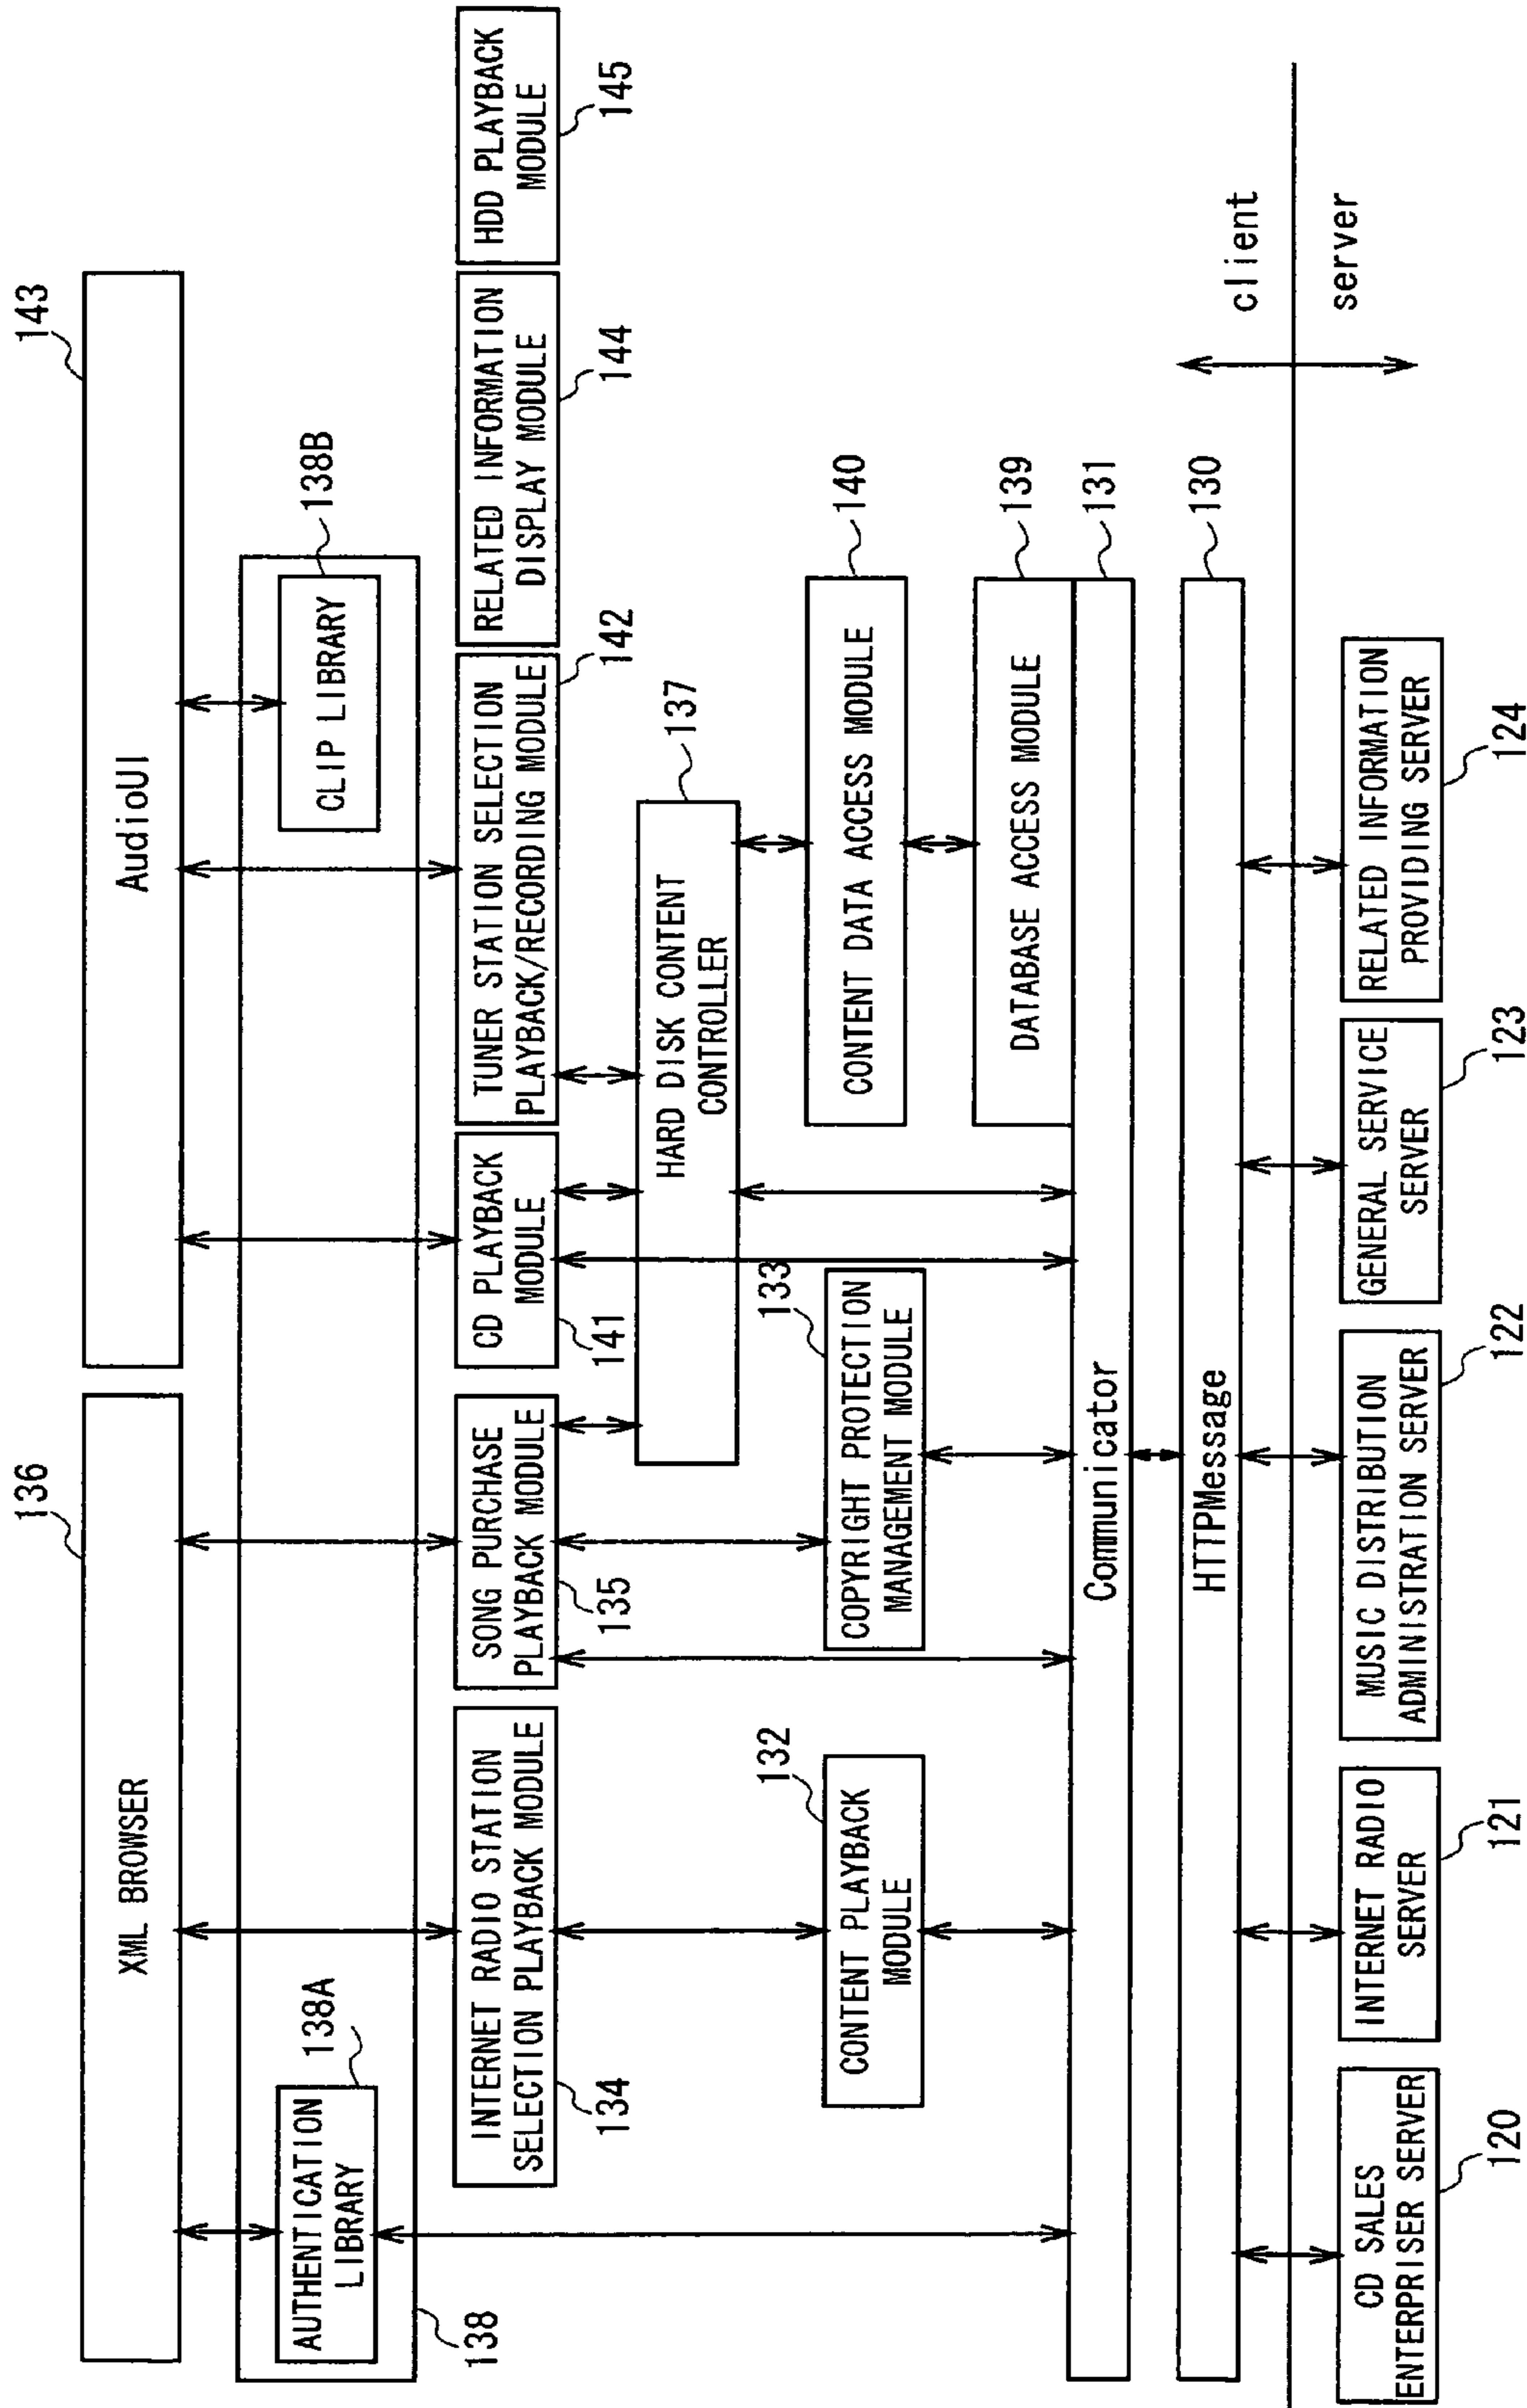 136
143
XML BROWSER
AudioUI
138
AUTHENTICATION
LIBRARY
138A
CLIP LIBRARY
138B
INTERNET RADIO STATION
SELECTION PLAYBACK MODULE
134
SONG PURCHASE
PLAYBACK MODULE
135
CD PLAYBACK
MODULE
141
TUNER STATION SELECTION
PLAYBACK/RECORDING MODULE
142
RELATED INFORMATION
DISPLAY MODULE
144
HDD PLAYBACK
MODULE
145
HARD DISK CONTENT
CONTROLLER
137
132
CONTENT PLAYBACK
MODULE
133
COPYRIGHT PROTECTION
MANAGEMENT MODULE
CONTENT DATA ACCESS MODULE
140
DATABASE ACCESS MODULE
139
Communicator
131
HTTPMessage
130
client
server
CD SALES
ENTERPRISER SERVER
120
INTERNET RADIO
SERVER
121
MUSIC DISTRIBUTION
ADMINISTRATION SERVER
122
GENERAL SERVICE
SERVER
123
RELATED INFORMATION
PROVIDING SERVER
124